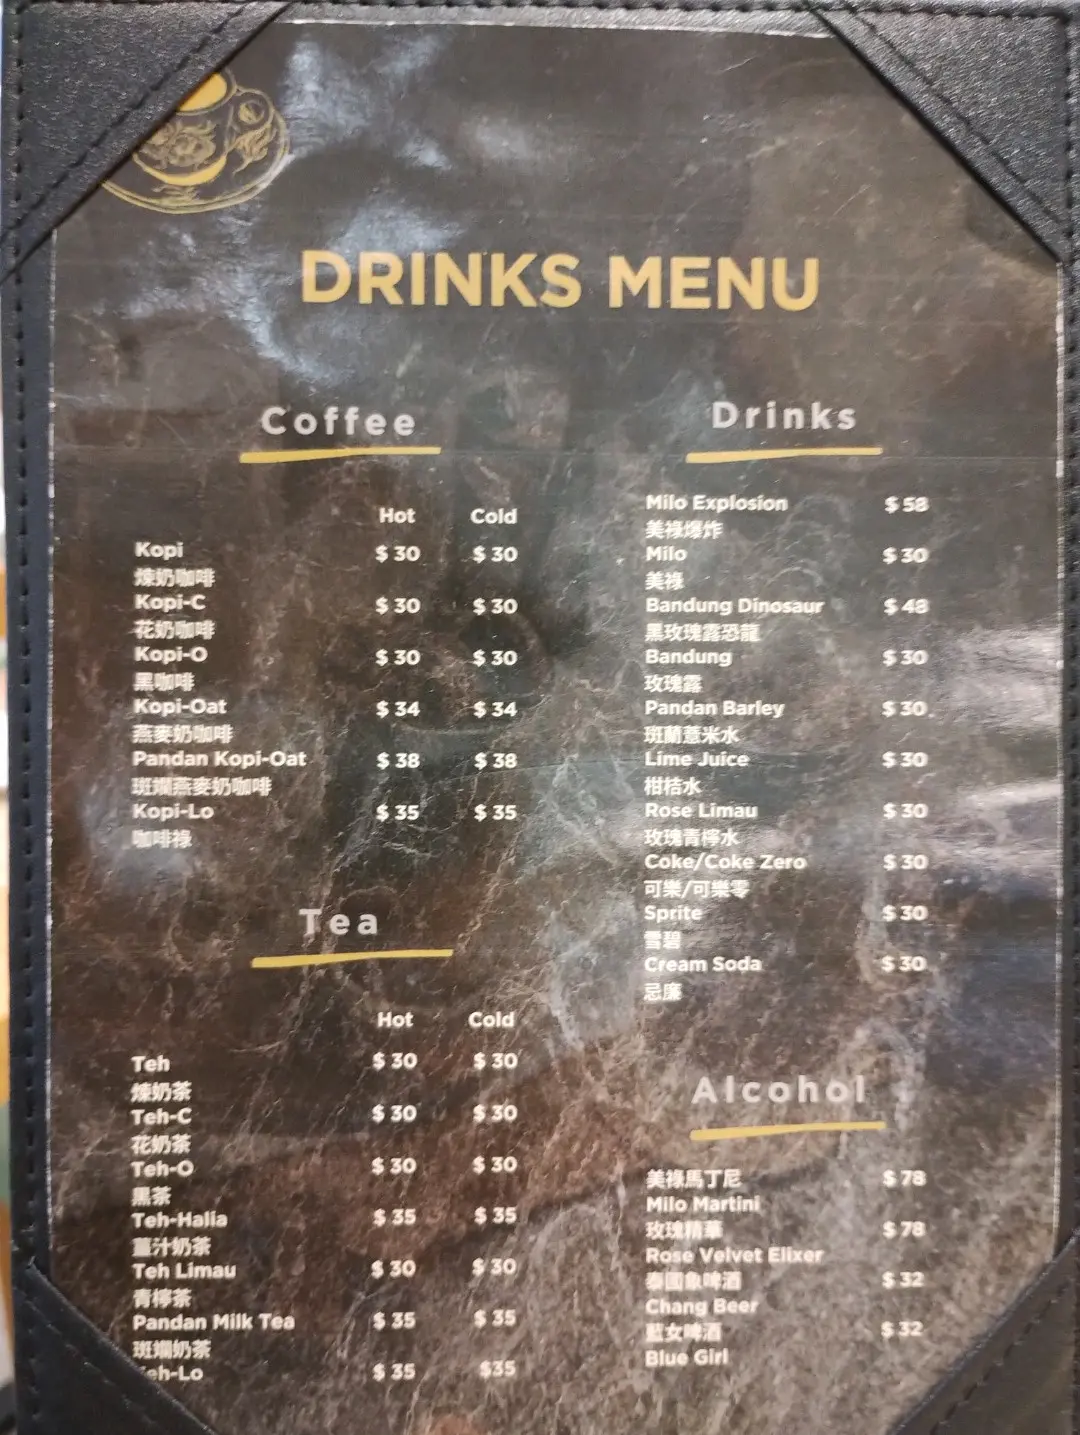 DRINKS MENU
Coffee
Hot Cold
Kopi $ 30 $ 30
煉奶咖啡
Kopi-C $ 30 $ 30
花奶咖啡
Kopi-O $ 30 $ 30
黑咖啡
Kopi-Oat $ 34 $ 34
燕麥奶咖啡
Pandan Kopi-Oat $ 38 $ 38
斑斕燕麥奶咖啡
Kopi-Lo $ 35 $ 35
咖啡祿
Tea
Hot Cold
Teh $ 30 $ 30
煉奶茶
Teh-C $ 30 $ 30
花奶茶
Teh-O $ 30 $ 30
黑茶
Teh-Halia $ 35 $ 35
薑汁奶茶
Teh Limau $ 30 $ 30
青檸茶
Pandan Milk Tea $ 35 $ 35
斑斕奶茶
eh-Lo $ 35 $35
Drinks
Milo Explosion $ 58
美祿爆炸
Milo $ 30
美祿
Bandung Dinosaur $ 48
黑玫瑰露恐龍
Bandung $ 30
玫瑰露
Pandan Barley $ 30
斑蘭薏米水
Lime Juice $ 30
柑桔水
Rose Limau $ 30
玫瑰青檸水
Coke/Coke Zero $ 30
可樂/可樂零
Sprite $ 30
雪碧
Cream Soda $ 30
忌廉
Alcohol
美祿馬丁尼 $ 78
Milo Martini
玫瑰精華 $ 78
Rose Velvet Elixer
泰國象啤酒 $ 32
Chang Beer
藍女啤酒 $ 32
Blue Girl